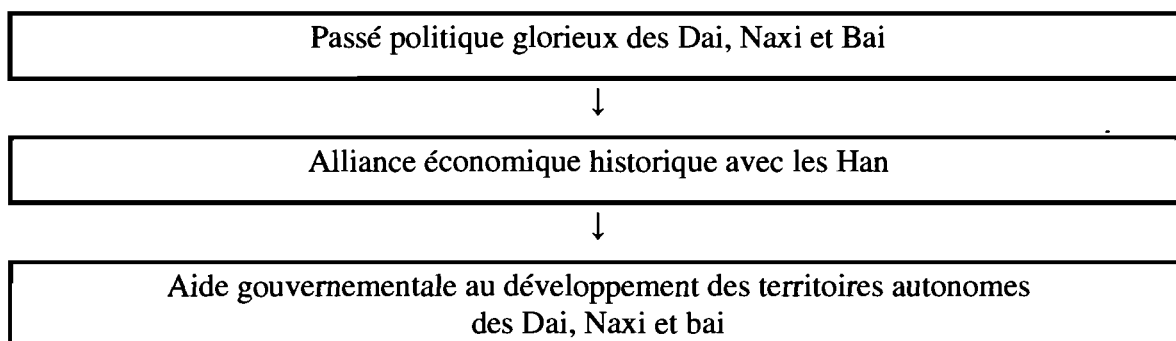 Passé politique glorieux des Dai, Naxi et Bai
↓
Alliance économique historique avec les Han
↓
Aide gouvernementale au développement des territoires autonomes
des Dai, Naxi et bai